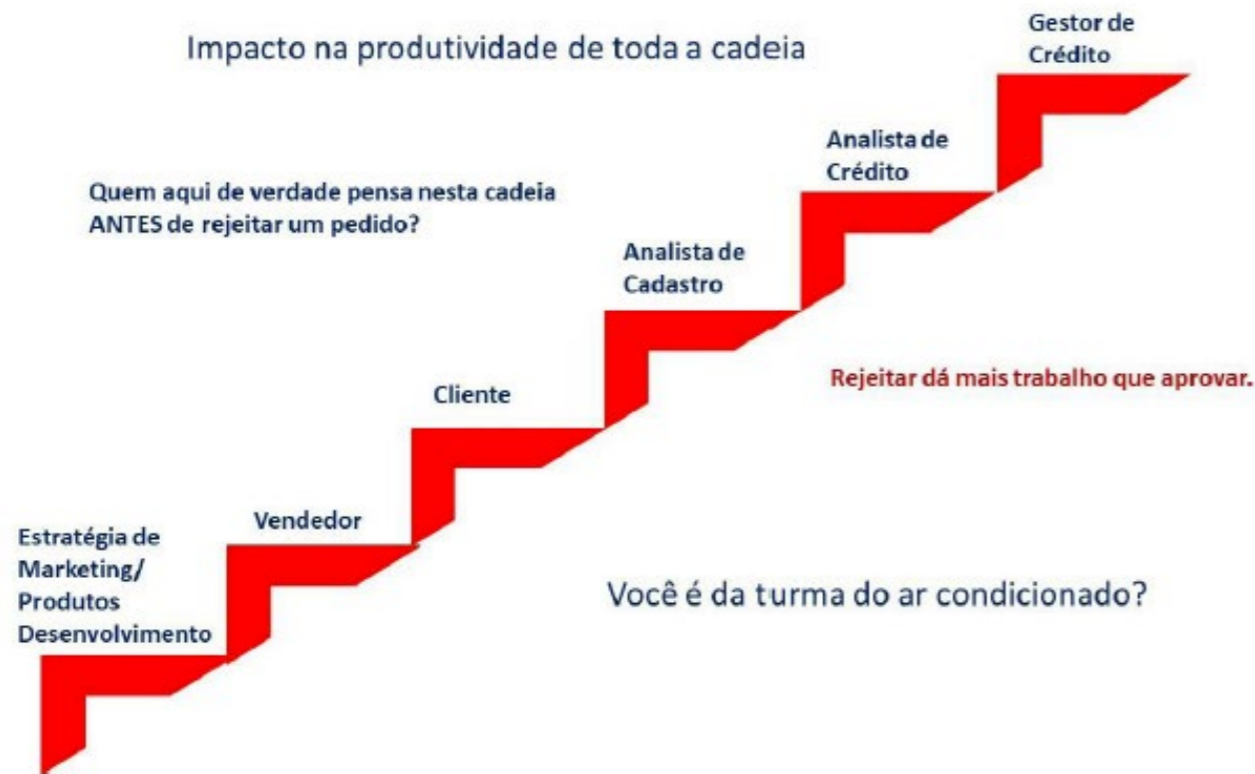 Gestor de
Crédito
Impacto na produtividade de toda a cadeia
Analista de
Crédito
Quem aqui de verdade pensa nesta cadeia
ANTES de rejeitar um pedido?
Analista de
Cadastro
Rejeitar dá mais trabalho que aprovar.
Cliente
Vendedor
Estratégia de
Marketing/
Produtos
Desenvolvimento
Você é da turma do ar condicionado?